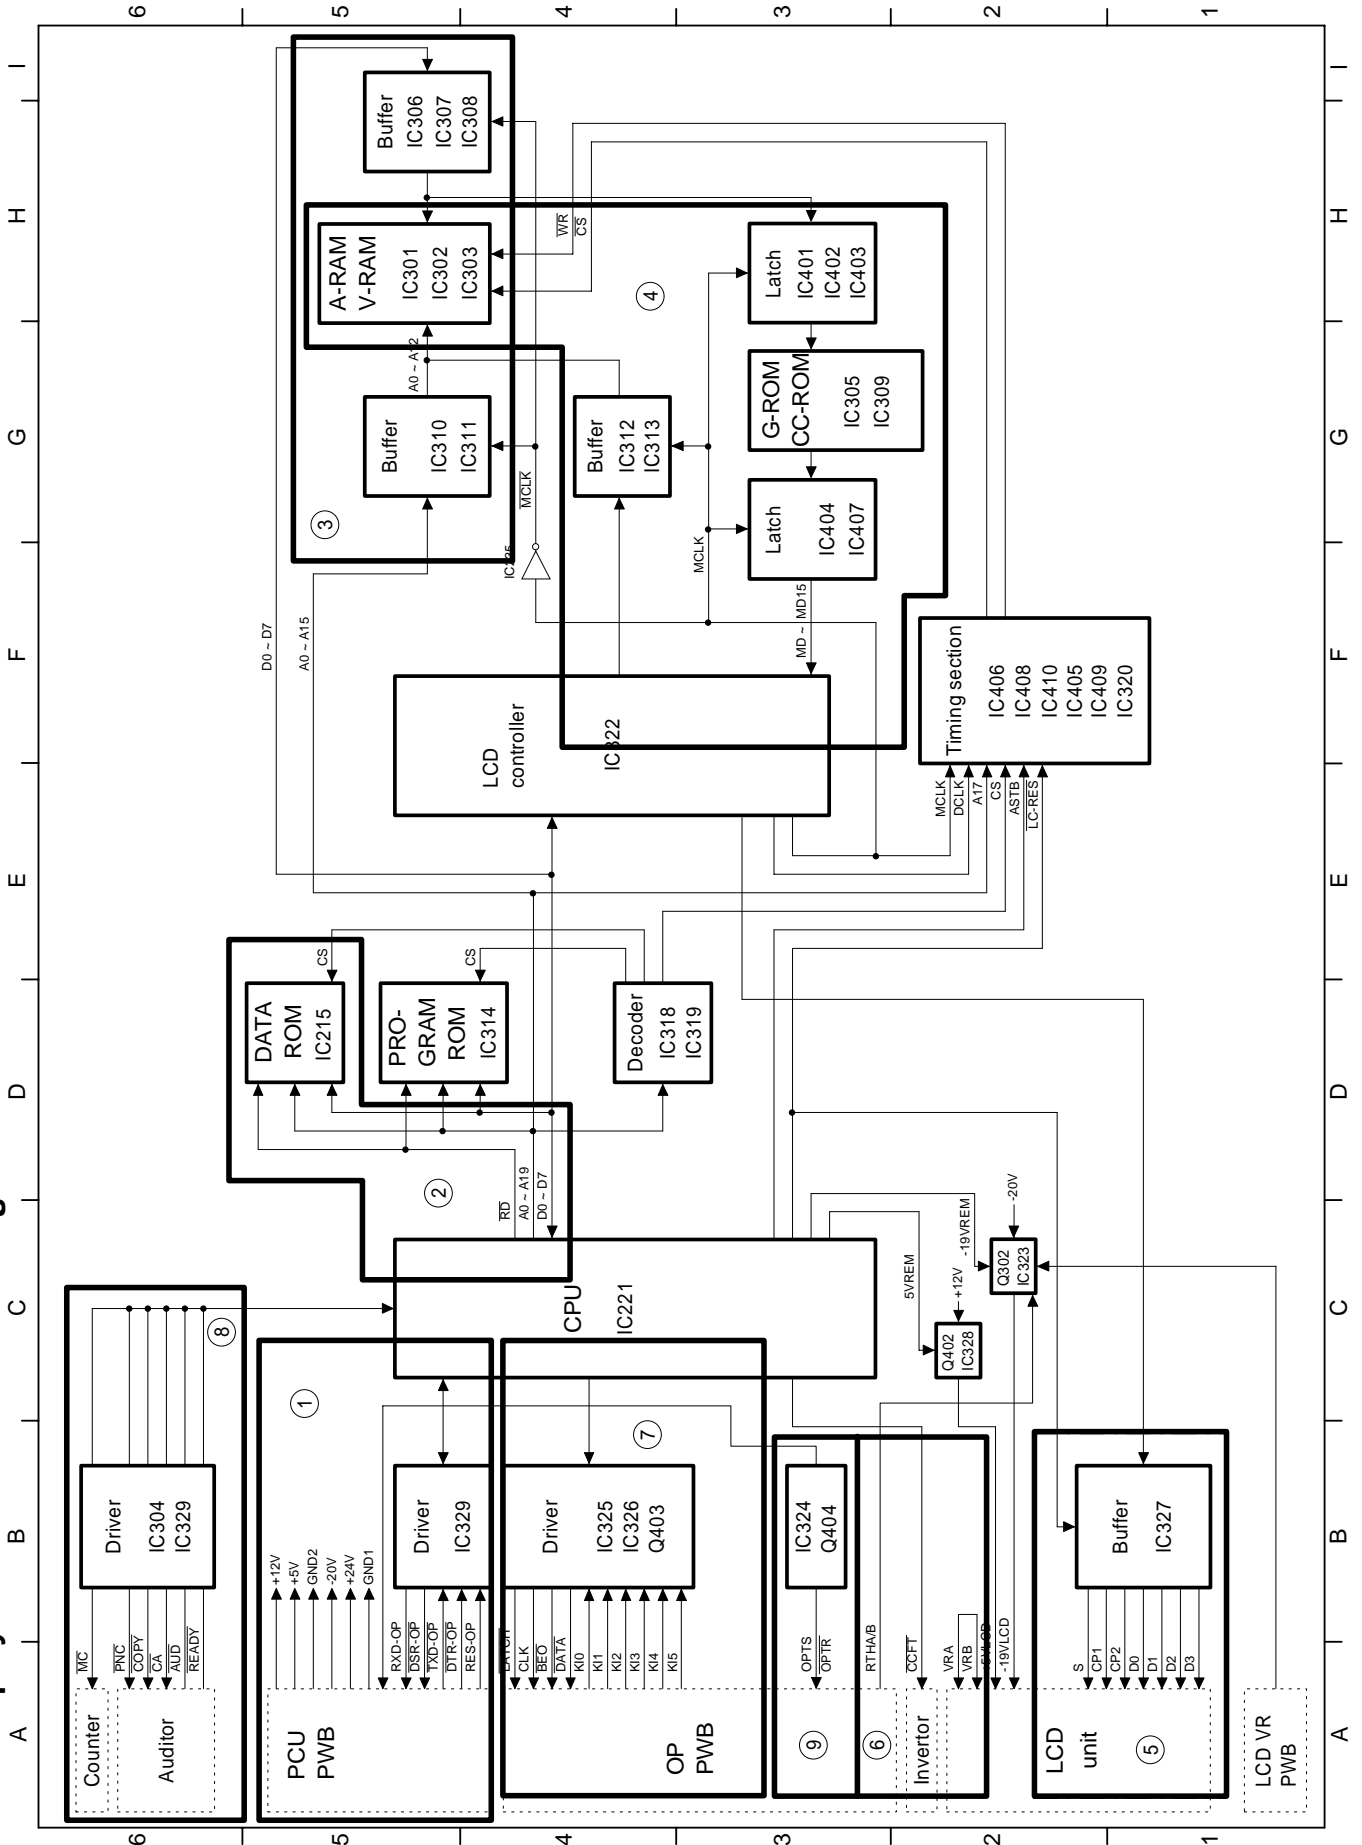 6
5
4
3
2
1
I
H
G
F
E
D
C
B
A
I
H
G
F
E
D
C
B
A
6
5
4
3
2
1
Counter
Auditor
MC
PNC
COPY
CA
AUD
READY
Driver
IC304
IC329
8
PCU
PWB
+12V
+5V
GND2
-20V
+24V
GND1
RXD-OP
DSR-OP
TXD-OP
DTR-OP
RES-OP
Driver
IC329
1
OP
PWB
LATCH
CLK
BEO
DATA
KI0
KI1
KI2
KI3
KI4
KI5
Driver
IC325
IC326
Q403
7
CPU
IC221
OPTS
OPTR
IC324
Q404
9
RTHA/B
6
Invertor
CCFT
VRA
VRB
+5VLCD
-19VLCD
5VREM
+12V
Q402
IC328
-19VREM
-20V
Q302
IC323
LCD
unit
5
S
CP1
CP2
D0
D1
D2
D3
Buffer
IC327
LCD VR
PWB
2
RD
A0 ~ A19
D0 ~ D7
DATA
ROM
IC215
CS
PRO-
GRAM
ROM
IC314
CS
Decoder
IC318
IC319
LCD
controller
IC322
D0 ~ D7
A0 ~ A15
MCLK
DCLK
A17
CS
ASTB
LC-RES
Timing section
IC406
IC408
IC410
IC405
IC409
IC320
3
Buffer
IC310
IC311
A0 ~ A12
MCLK
A-RAM
V-RAM
IC301
IC302
IC303
Buffer
IC306
IC307
IC308
WR
CS
4
Buffer
IC312
IC313
MCLK
MD ~ MD15
Latch
IC404
IC407
G-ROM
CC-ROM
IC305
IC309
Latch
IC401
IC402
IC403